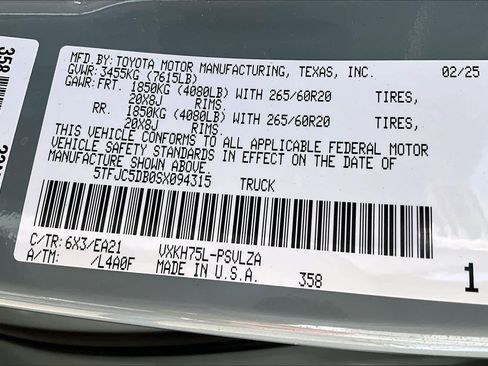 MFD.BY: TOYOTA MOTOR MANUFACTURING, TEXAS, INC. 02/25
GVWR: 3455KG (7615LB)
GAWR: FRT. 1850KG (4080LB) WITH 265/60R20 TIRES,
20X8J RIMS.
RR. 1850KG (4080LB) WITH 265/60R20 TIRES,
20X8J RIMS.
THIS VEHICLE CONFORMS TO ALL APPLICABLE FEDERAL MOTOR
VEHICLE SAFETY STANDARDS IN EFFECT ON THE DATE OF
MANUFACTURE SHOWN ABOVE.
5TFJC5DB0SX094315 TRUCK
C/TR: 6X3/EA21 VXKH75L-PSVLZA
A/TM: /L4A0F MADE IN U.S.A. 358
1
358